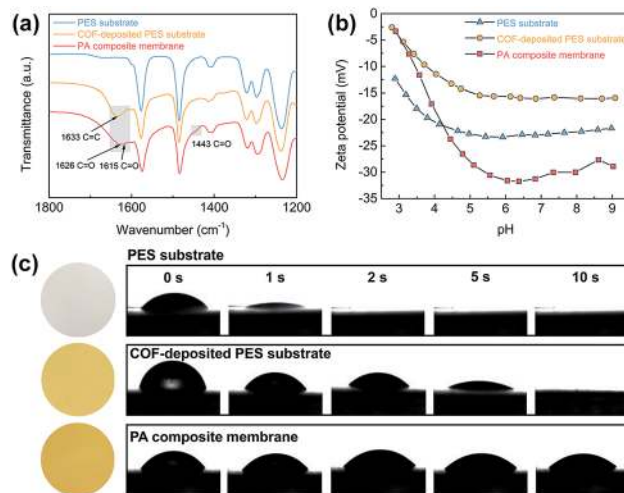 (a)
PES substrate
COF-deposited PES substrate
PA composite membrane
Transmittance (a.u.)
1633 C=C
1626 C=O
1615 C=O
1443 C=O
1800 1600 1400 1200
Wavenumber (cm⁻¹)
(b)
PES substrate
COF-deposited PES substrate
PA composite membrane
Zeta potential (mV)
0
-5
-10
-15
-20
-25
-30
-35
3 4 5 6 7 8 9
pH
(c)
PES substrate
0 s 1 s 2 s 5 s 10 s
COF-deposited PES substrate
PA composite membrane